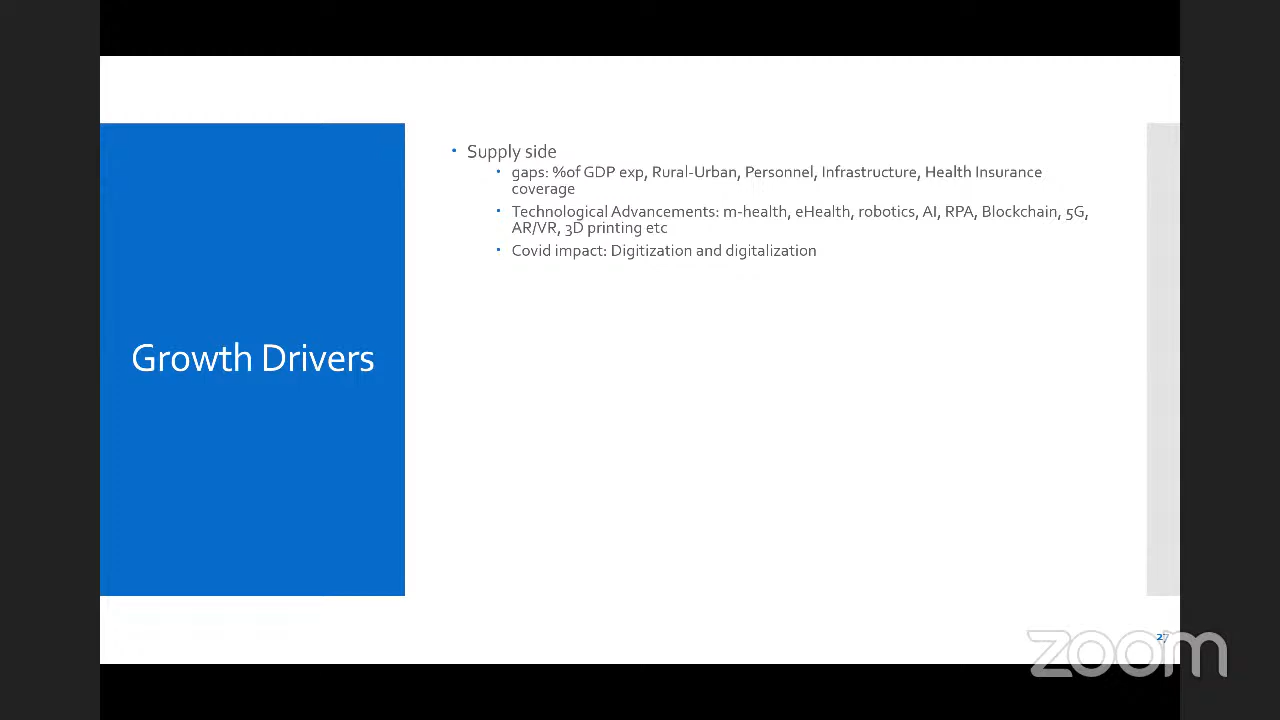 Growth Drivers
• Supply side
• gaps: %of GDP exp, Rural-Urban, Personnel, Infrastructure, Health Insurance
coverage
• Technological Advancements: m-health, eHealth, robotics, AI, RPA, Blockchain, 5G,
AR/VR, 3D printing etc
• Covid impact: Digitization and digitalization
27
zoom